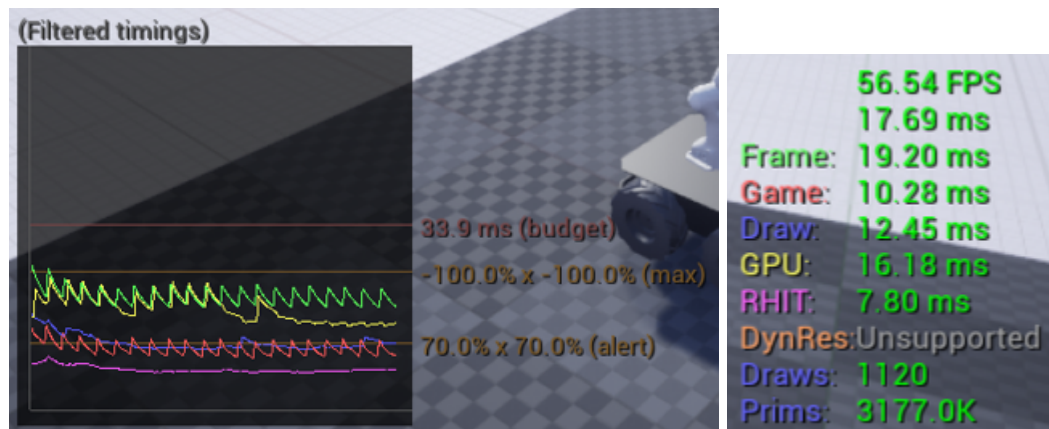 (Filtered timings)
33.9 ms (budget)
-100.0% x -100.0% (max)
70.0% x 70.0% (alert)
56.54 FPS
17.69 ms
Frame: 19.20 ms
Game: 10.28 ms
Draw: 12.45 ms
GPU: 16.18 ms
RHIT: 7.80 ms
DynRes:Unsupported
Draws: 1120
Prims: 3177.0K